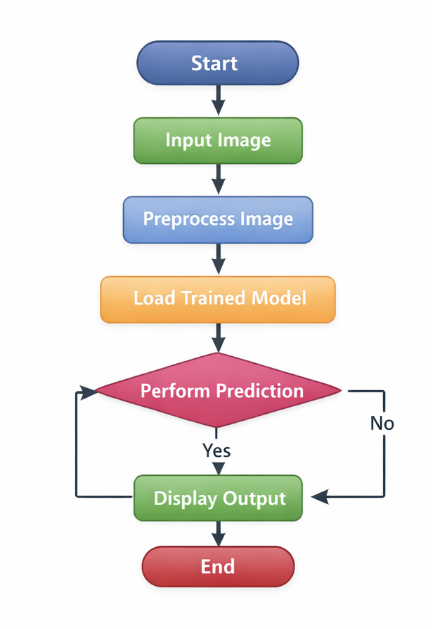 Start
Input Image
Preprocess Image
Load Trained Model
Perform Prediction
No
Yes
Display Output
End